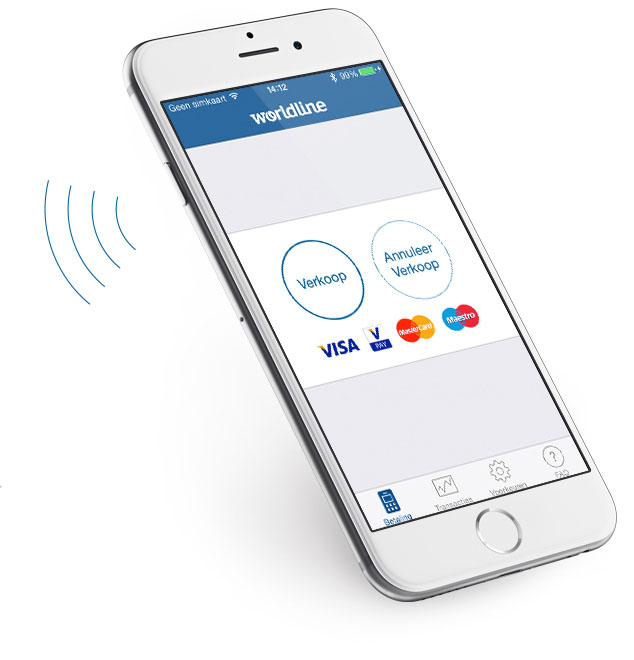 Geen simkaart 14:12 99%
worldline
Verkoop
Annuleer
Verkoop
VISA
V
PAY
MasterCard
Maestro
Betaling
Transacties
Voorkeuren
?
FAQ